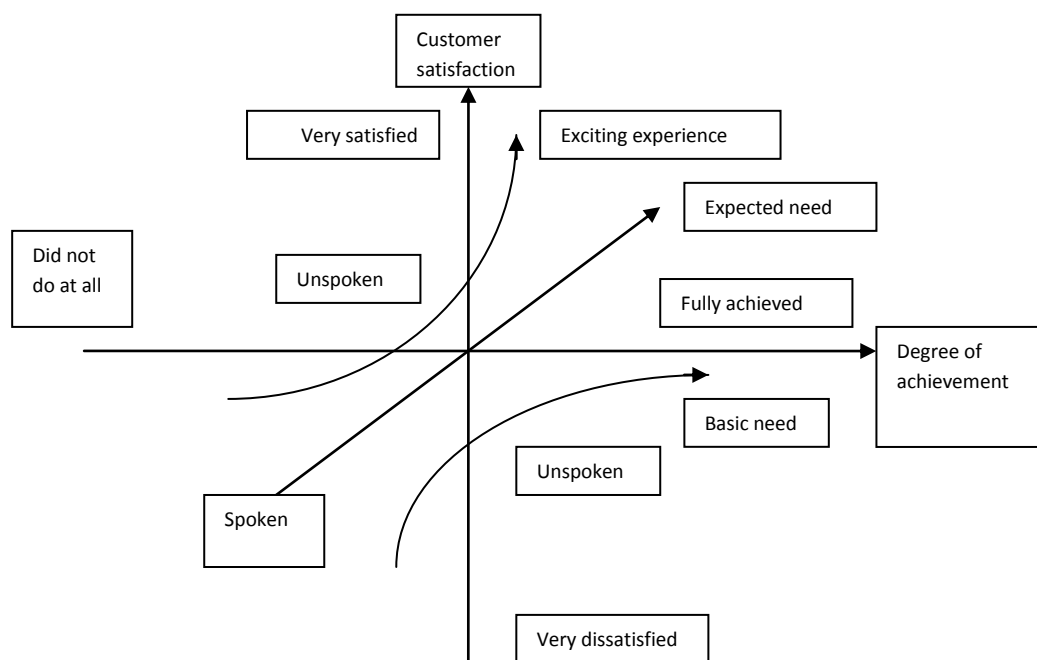 Customer
satisfaction
Very satisfied
Exciting experience
Expected need
Did not
do at all
Unspoken
Fully achieved
Degree of
achievement
Basic need
Unspoken
Spoken
Very dissatisfied